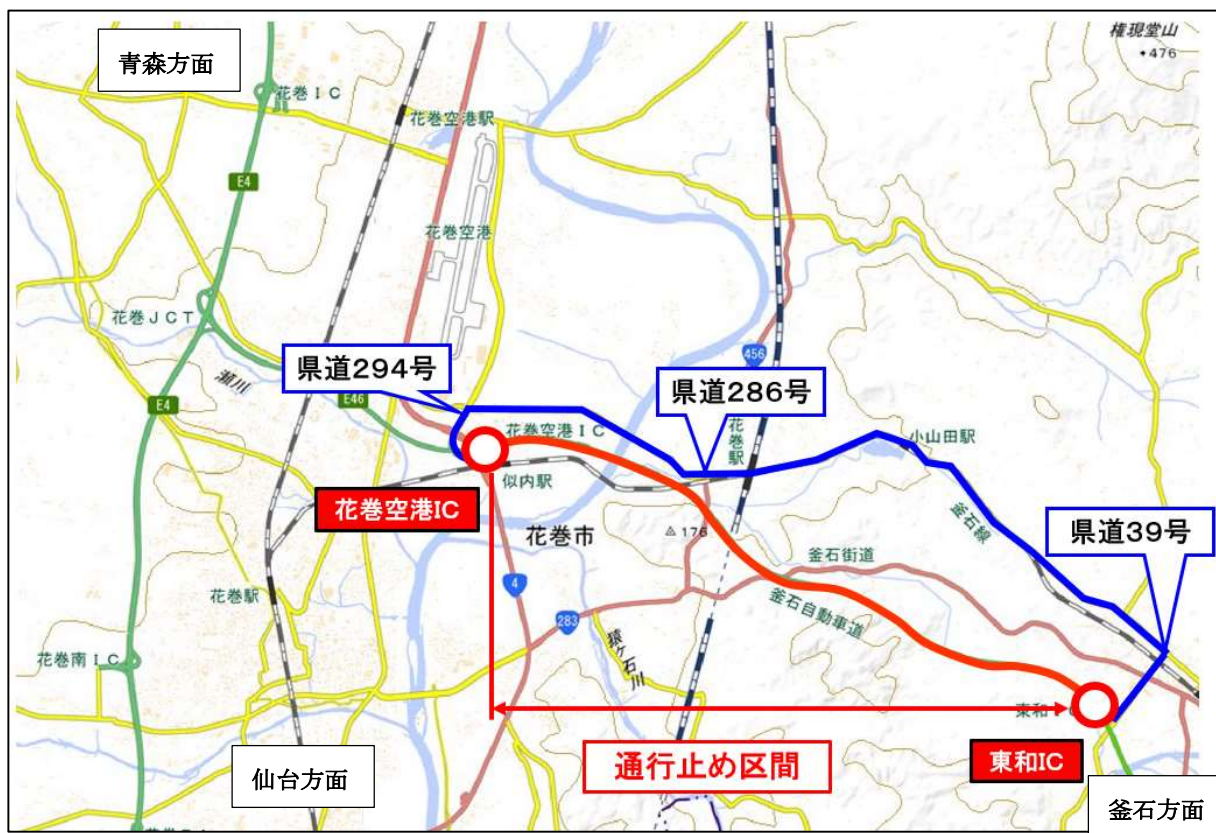 権現堂山
・476
青森方面
花巻IC
花巻空港駅
E4
花巻空港
花巻JCT
瀬川
県道294号
456
県道286号
E4
E46
花巻空港IC
新花巻駅
小山田駅
似内駅
花巻空港IC
花巻市
176
釜石線
県道39号
釜石街道
釜石自動車道
花巻駅
4
283
猿ヶ石川
花巻南IC
東和IC
通行止め区間
東和IC
仙台方面
釜石方面